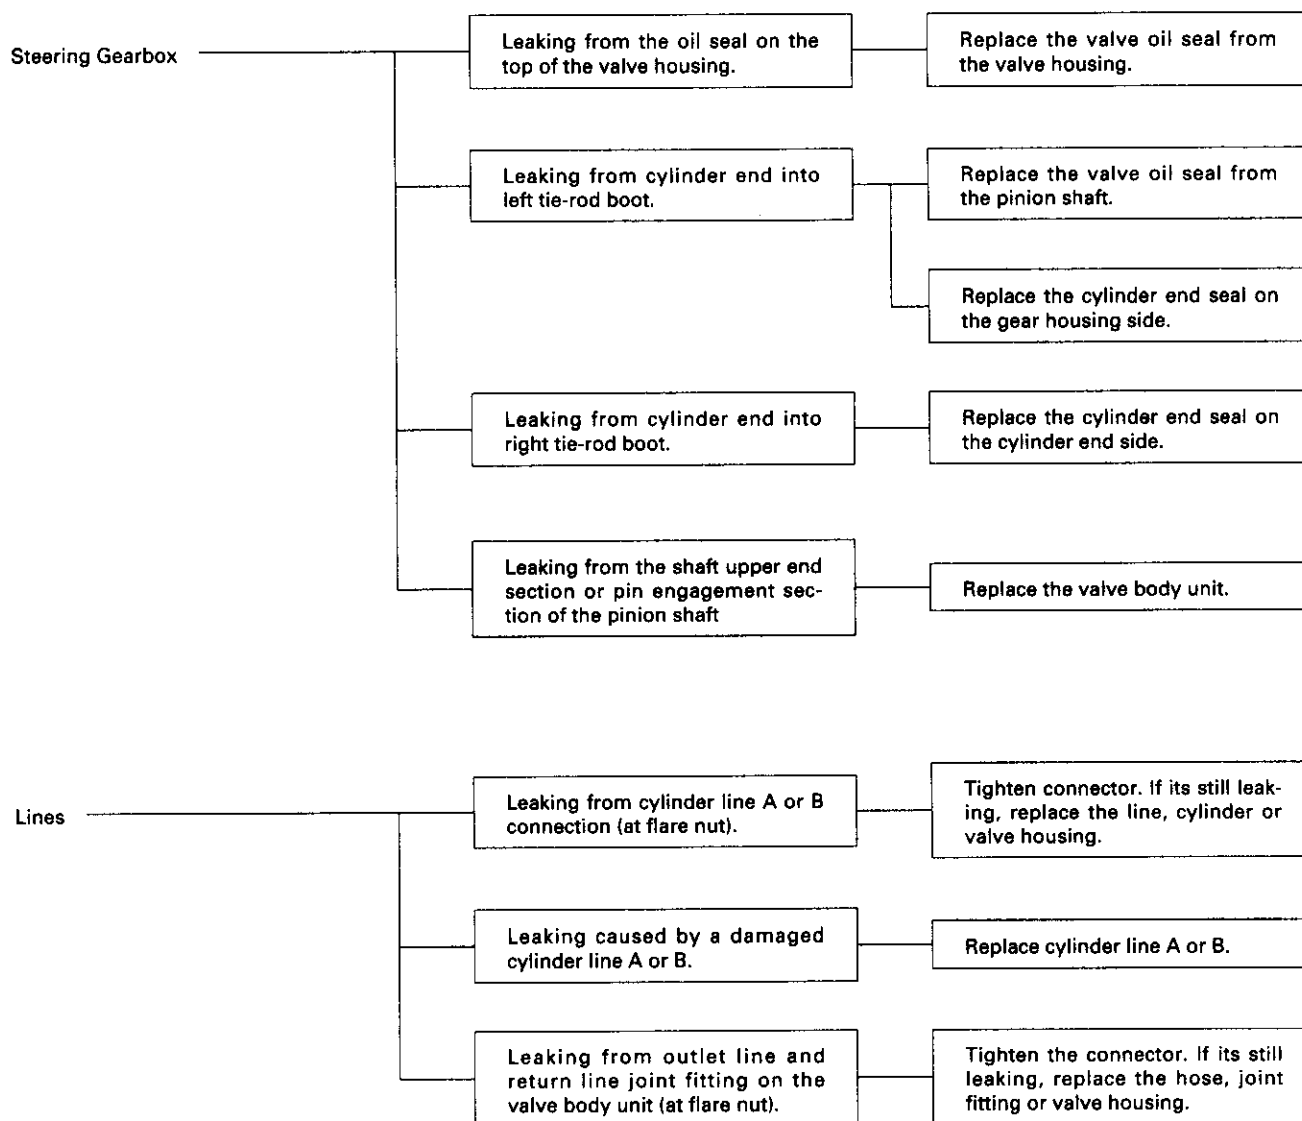 Steering Gearbox
Leaking from the oil seal on the
top of the valve housing.
Replace the valve oil seal from
the valve housing.
Leaking from cylinder end into
left tie-rod boot.
Replace the valve oil seal from
the pinion shaft.
Replace the cylinder end seal on
the gear housing side.
Leaking from cylinder end into
right tie-rod boot.
Replace the cylinder end seal on
the cylinder end side.
Leaking from the shaft upper end
section or pin engagement sec-
tion of the pinion shaft
Replace the valve body unit.
Lines
Leaking from cylinder line A or B
connection (at flare nut).
Tighten connector. If its still leak-
ing, replace the line, cylinder or
valve housing.
Leaking caused by a damaged
cylinder line A or B.
Replace cylinder line A or B.
Leaking from outlet line and
return line joint fitting on the
valve body unit (at flare nut).
Tighten the connector. If its still
leaking, replace the hose, joint
fitting or valve housing.